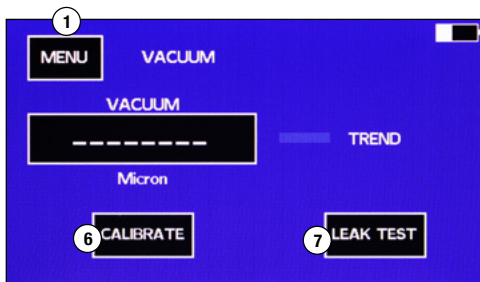 1
MENU VACUUM
VACUUM
--------
TREND
Micron
6 CALIBRATE 7 LEAK TEST